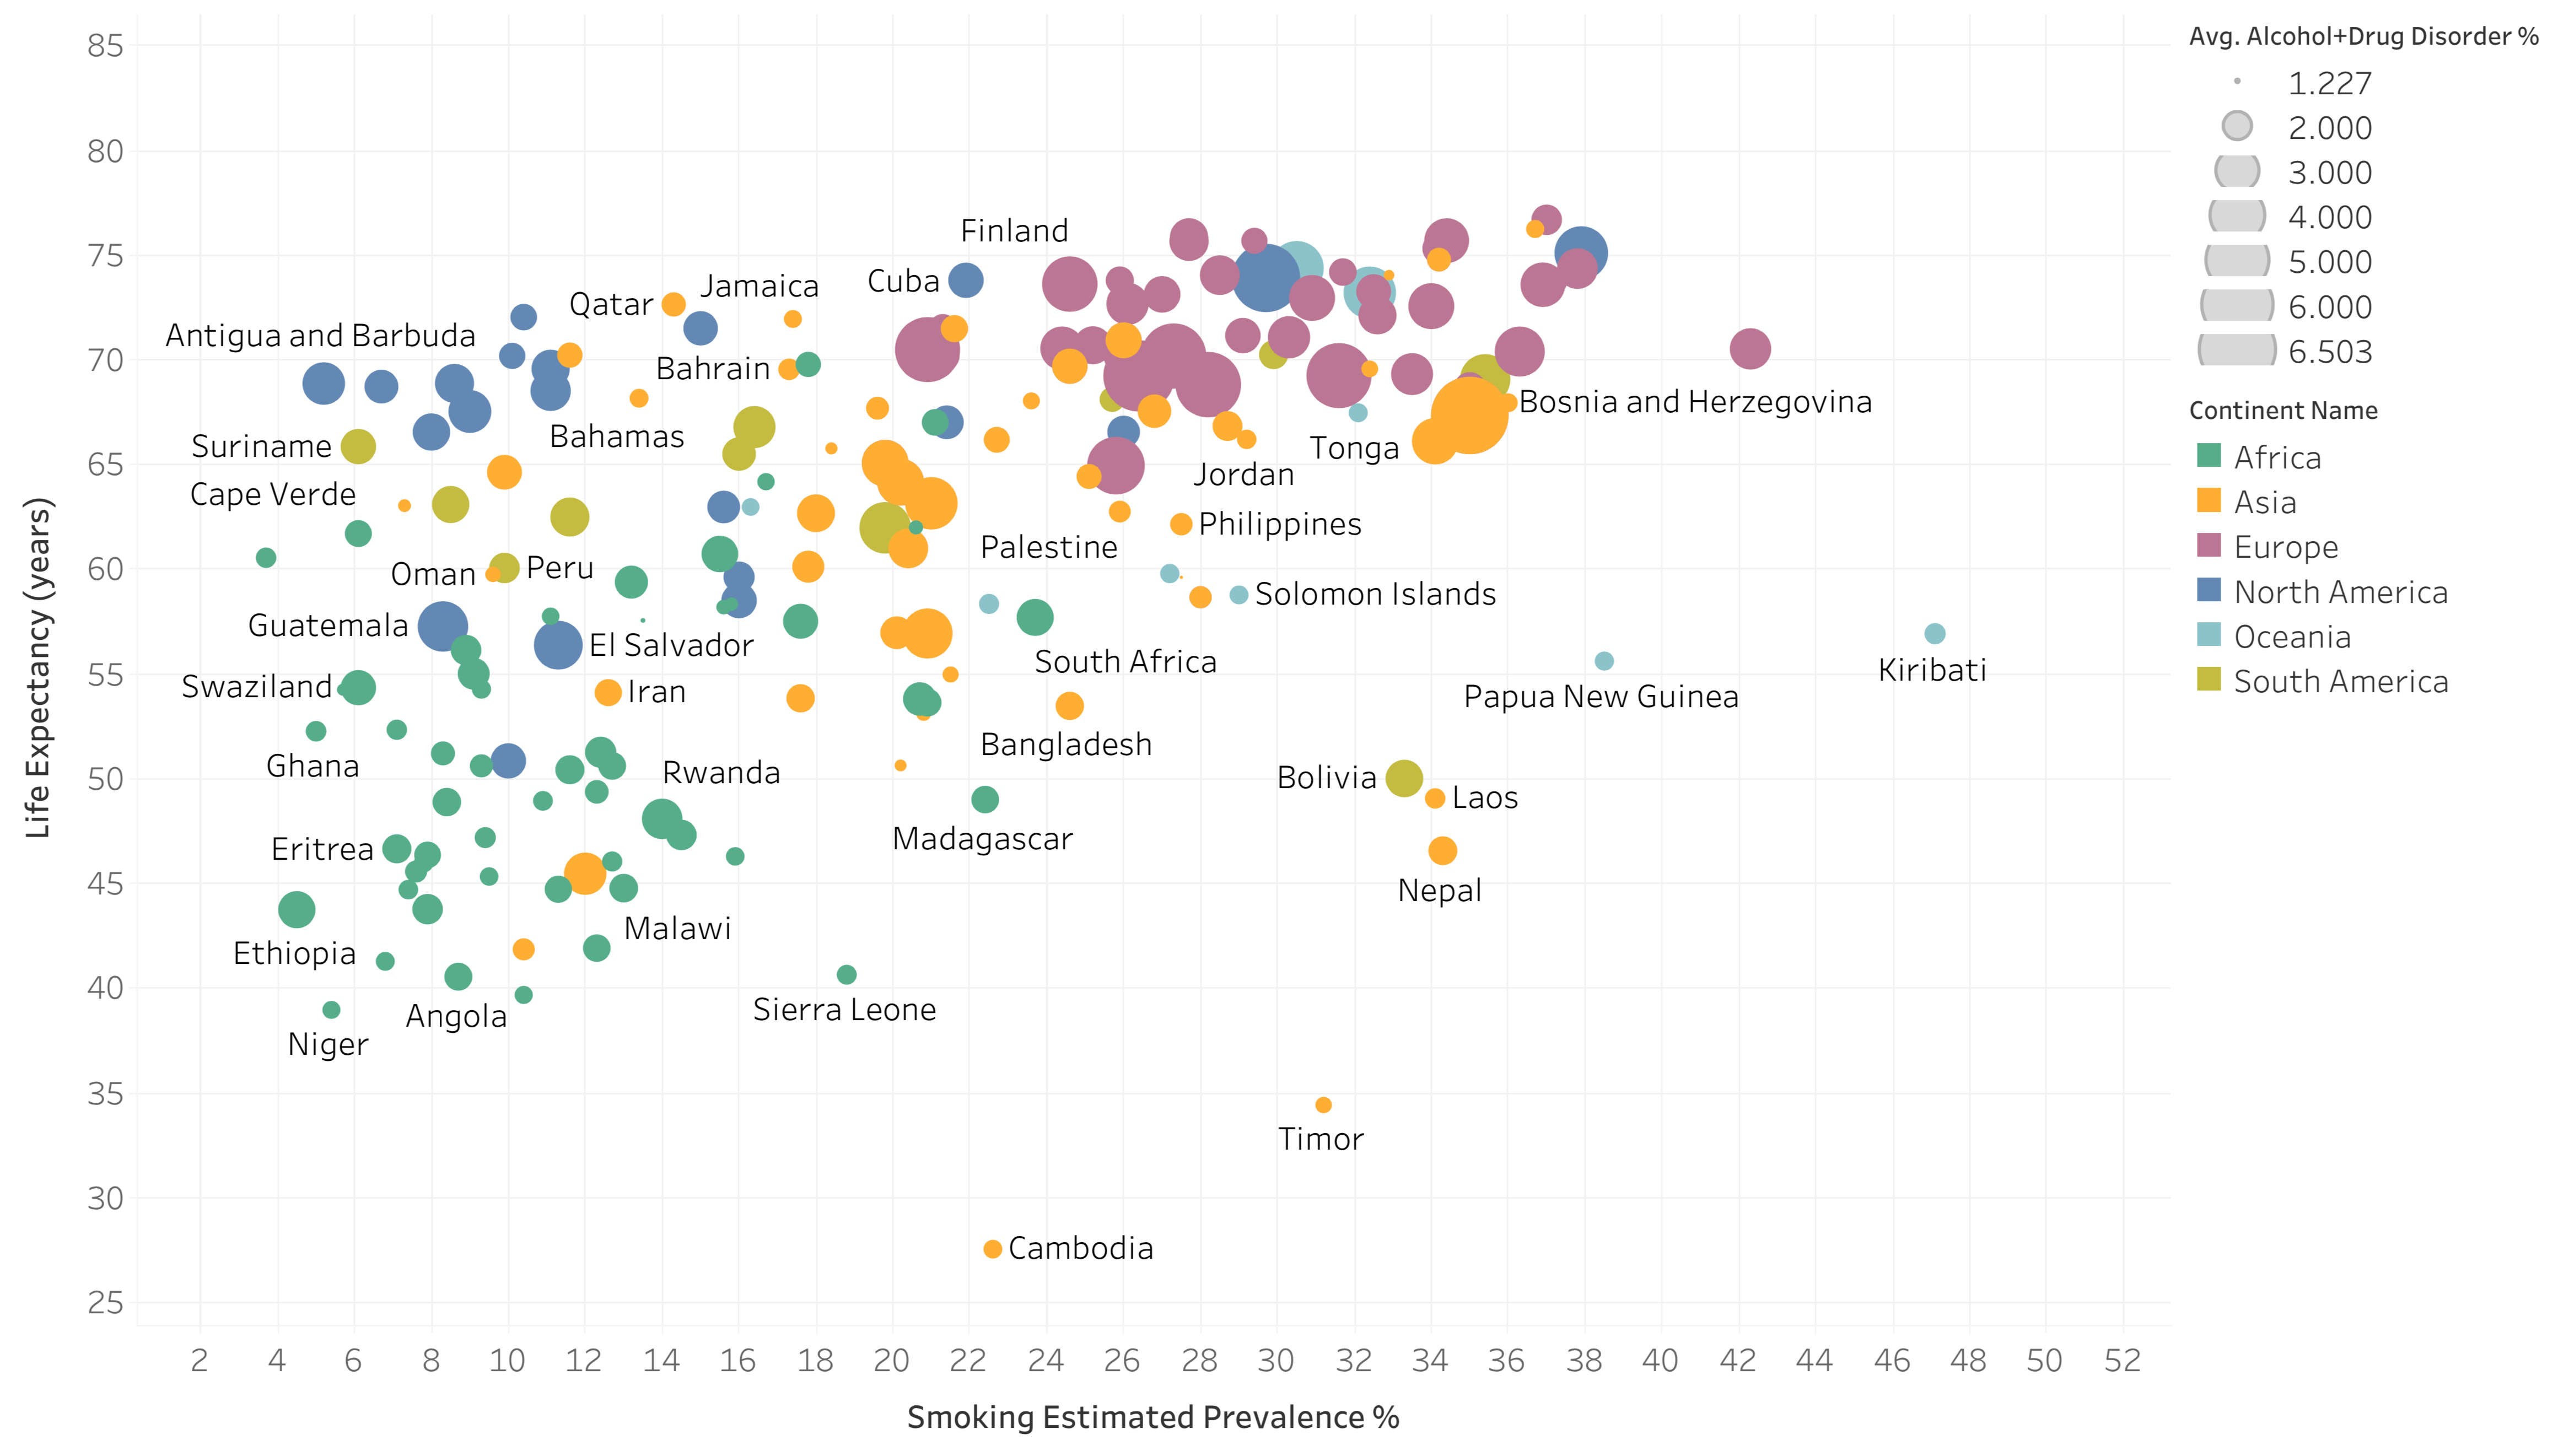 85
80
75
70
65
60
55
50
45
40
35
30
25
Life Expectancy (years)
Finland
Cuba
Jamaica
Qatar
Antigua and Barbuda
Bahrain
Bosnia and Herzegovina
Bahamas
Suriname
Tonga
Jordan
Cape Verde
Philippines
Palestine
Oman
Peru
Solomon Islands
Guatemala
El Salvador
South Africa
Kiribati
Swaziland
Iran
Papua New Guinea
Bangladesh
Ghana
Rwanda
Bolivia
Laos
Madagascar
Eritrea
Nepal
Malawi
Ethiopia
Sierra Leone
Angola
Niger
Timor
Cambodia
2 4 6 8 10 12 14 16 18 20 22 24 26 28 30 32 34 36 38 40 42 44 46 48 50 52
Smoking Estimated Prevalence %
Avg. Alcohol+Drug Disorder %
1.227
2.000
3.000
4.000
5.000
6.000
6.503
Continent Name
Africa
Asia
Europe
North America
Oceania
South America